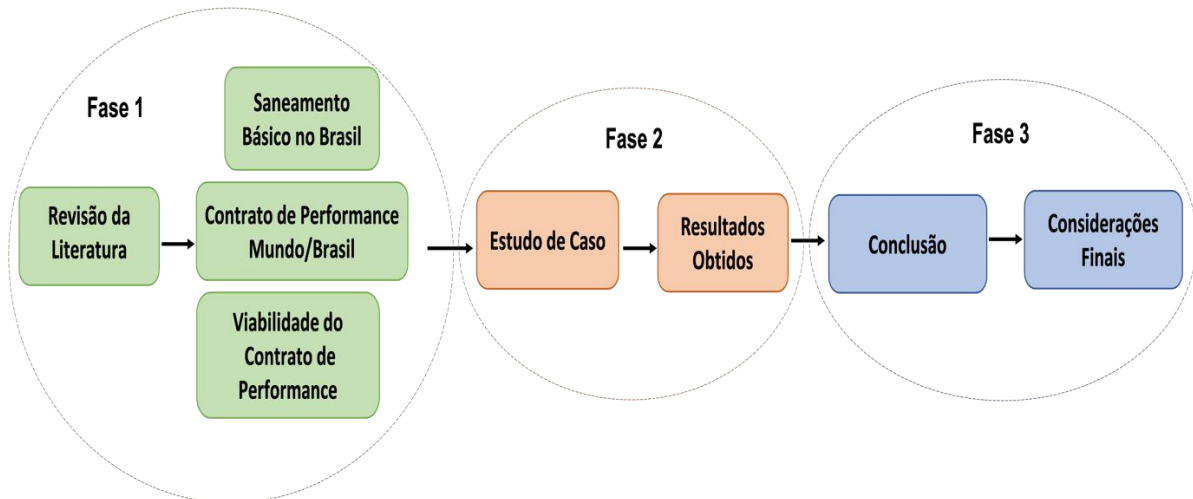 Fase 1
Revisão da
Literatura
Saneamento
Básico no Brasil
Contrato de Performance
Mundo/Brasil
Viabilidade do
Contrato de
Performance
Fase 2
Estudo de Caso
Resultados
Obtidos
Fase 3
Conclusão
Considerações
Finais